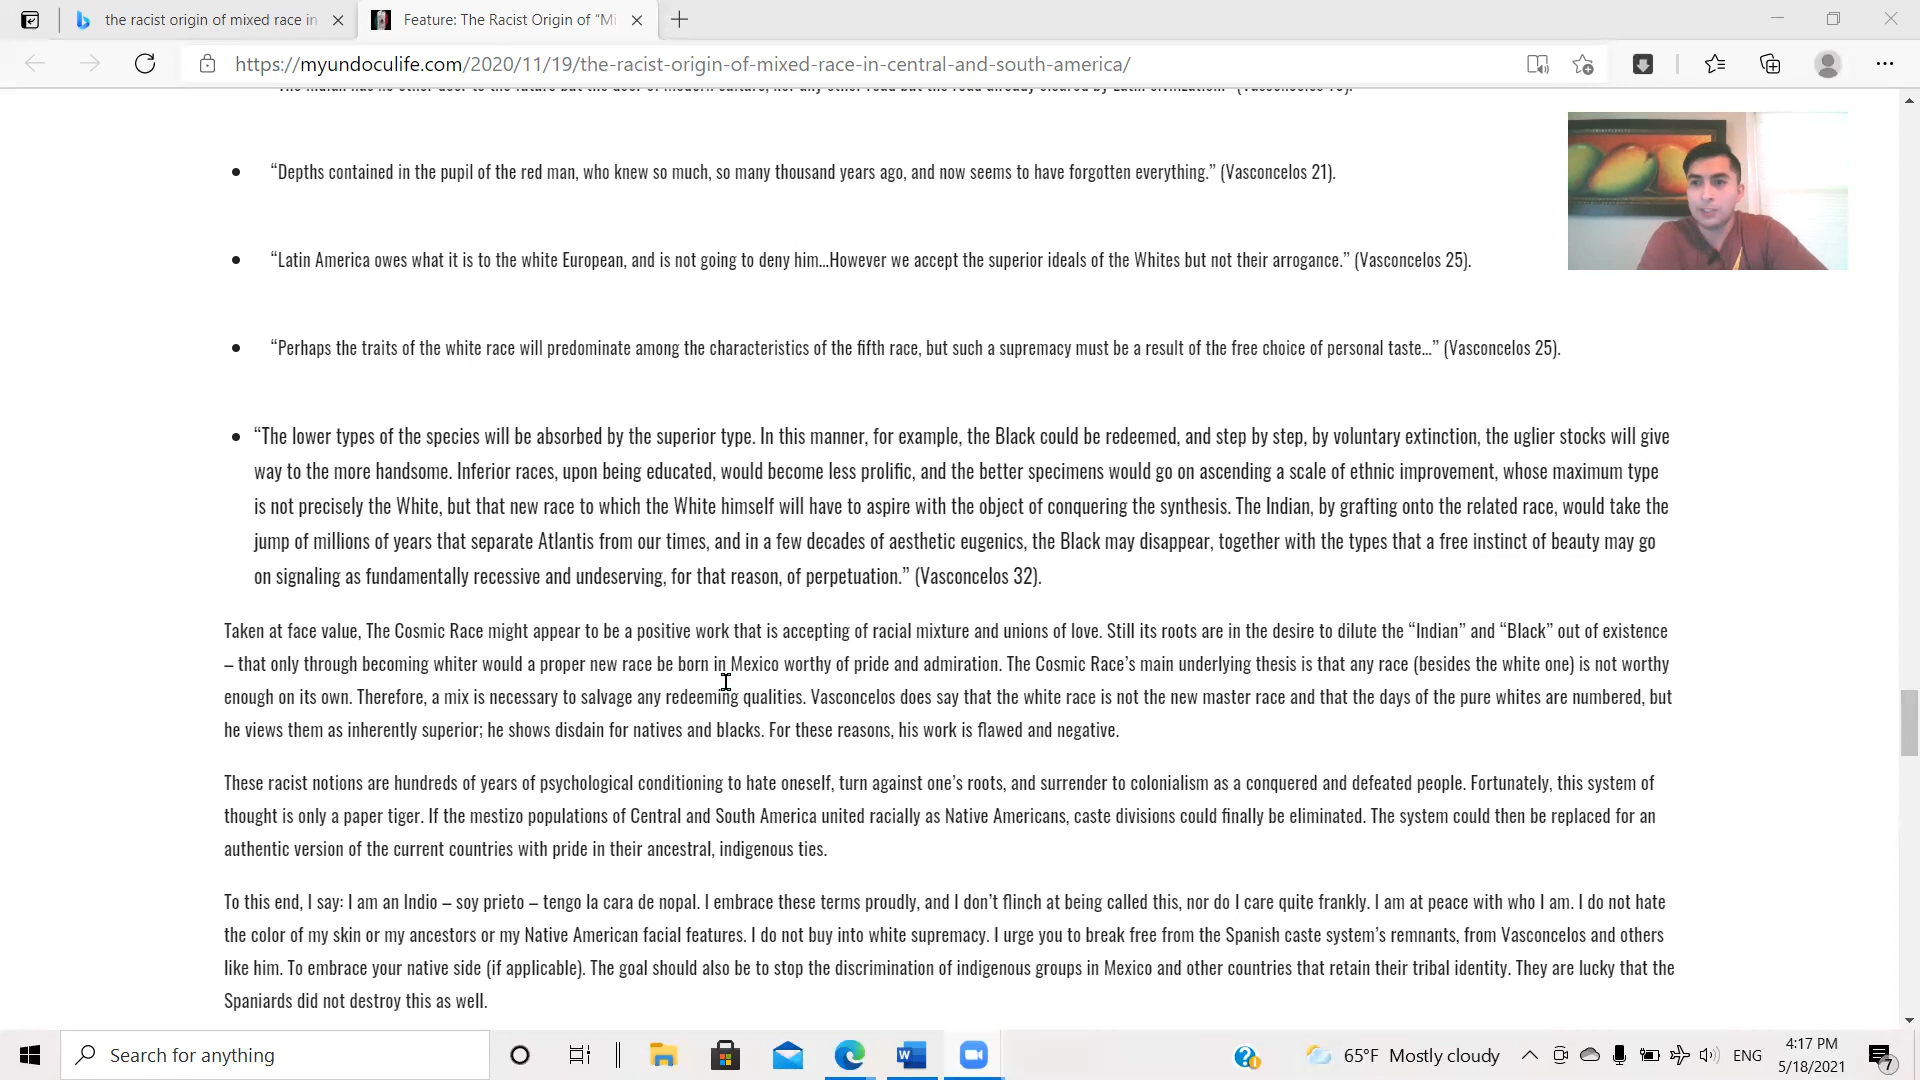 the racist origin of mixed race in
Feature: The Racist Origin of “Mi
https://myundoculife.com/2020/11/19/the-racist-origin-of-mixed-race-in-central-and-south-america/
“The Indian has no other door to the future but the door of modern culture, nor any other road but the road already cleared by Latin civilization.” (Vasconcelos
“Depths contained in the pupil of the red man, who knew so much, so many thousand years ago, and now seems to have forgotten everything.” (Vasconcelos 21).
“Latin America owes what it is to the white European, and is not going to deny him…However we accept the superior ideals of the Whites but not their arrogance.” (Vasconcelos 25).
“Perhaps the traits of the white race will predominate among the characteristics of the fifth race, but such a supremacy must be a result of the free choice of personal taste…” (Vasconcelos 25).
“The lower types of the species will be absorbed by the superior type. In this manner, for example, the Black could be redeemed, and step by step, by voluntary extinction, the uglier stocks will give
way to the more handsome. Inferior races, upon being educated, would become less prolific, and the better specimens would go on ascending a scale of ethnic improvement, whose maximum type
is not precisely the White, but that new race to which the White himself will have to aspire with the object of conquering the synthesis. The Indian, by grafting onto the related race, would take the
jump of millions of years that separate Atlantis from our times, and in a few decades of aesthetic eugenics, the Black may disappear, together with the types that a free instinct of beauty may go
on signaling as fundamentally recessive and undeserving, for that reason, of perpetuation.” (Vasconcelos 32).
Taken at face value, The Cosmic Race might appear to be a positive work that is accepting of racial mixture and unions of love. Still its roots are in the desire to dilute the “Indian” and “Black” out of existence
– that only through becoming whiter would a proper new race be born in Mexico worthy of pride and admiration. The Cosmic Race’s main underlying thesis is that any race (besides the white one) is not worthy
enough on its own. Therefore, a mix is necessary to salvage any redeeming qualities. Vasconcelos does say that the white race is not the new master race and that the days of the pure whites are numbered, but
he views them as inherently superior; he shows disdain for natives and blacks. For these reasons, his work is flawed and negative.
These racist notions are hundreds of years of psychological conditioning to hate oneself, turn against one’s roots, and surrender to colonialism as a conquered and defeated people. Fortunately, this system of
thought is only a paper tiger. If the mestizo populations of Central and South America united racially as Native Americans, caste divisions could finally be eliminated. The system could then be replaced for an
authentic version of the current countries with pride in their ancestral, indigenous ties.
To this end, I say: I am an Indio – soy prieto – tengo la cara de nopal. I embrace these terms proudly, and I don’t flinch at being called this, nor do I care quite frankly. I am at peace with who I am. I do not hate
the color of my skin or my ancestors or my Native American facial features. I do not buy into white supremacy. I urge you to break free from the Spanish caste system’s remnants, from Vasconcelos and others
like him. To embrace your native side (if applicable). The goal should also be to stop the discrimination of indigenous groups in Mexico and other countries that retain their tribal identity. They are lucky that the
Spaniards did not destroy this as well.
Search for anything
65°F Mostly cloudy
ENG
4:17 PM
5/18/2021
7